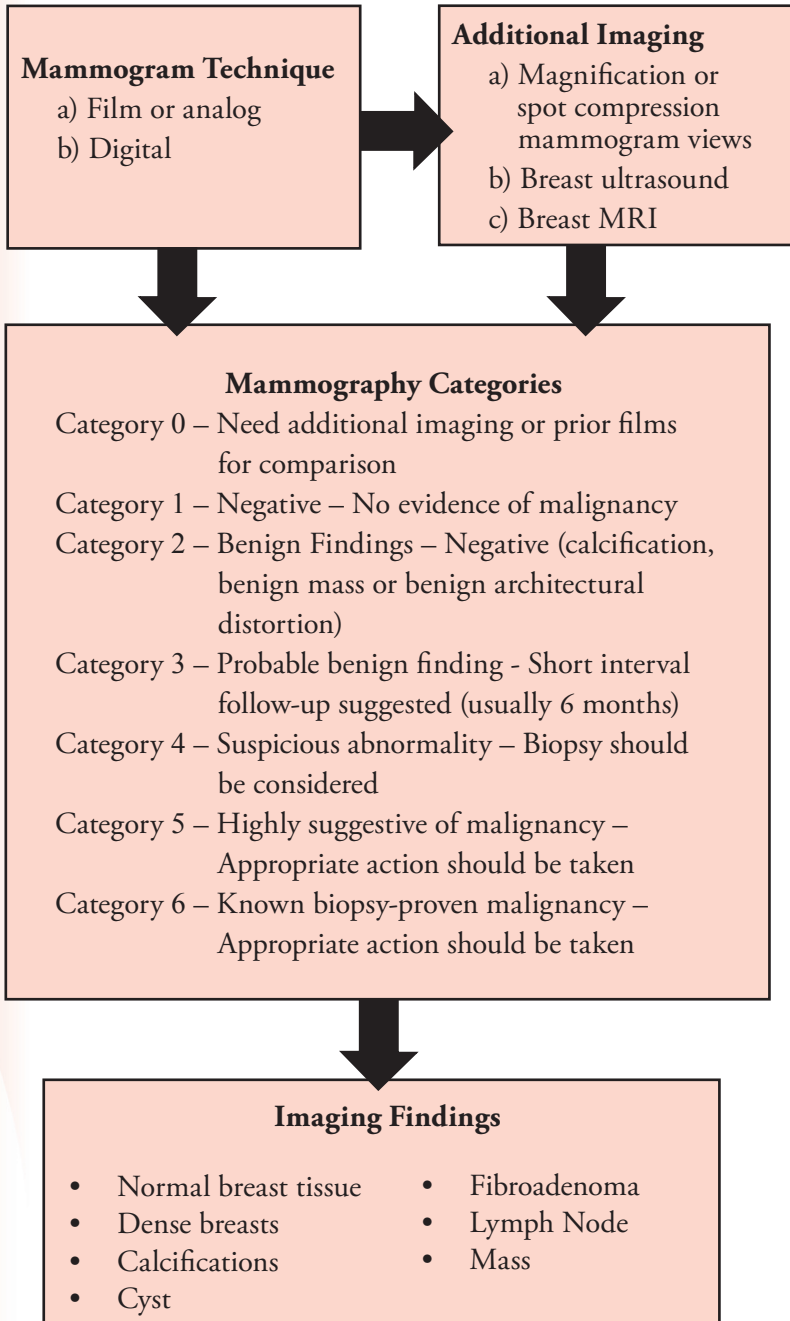 Mammogram Technique
a) Film or analog
b) Digital
Additional Imaging
a) Magnification or
spot compression
mammogram views
b) Breast ultrasound
c) Breast MRI
Mammography Categories
Category 0 – Need additional imaging or prior films
for comparison
Category 1 – Negative – No evidence of malignancy
Category 2 – Benign Findings – Negative (calcification,
benign mass or benign architectural
distortion)
Category 3 – Probable benign finding - Short interval
follow-up suggested (usually 6 months)
Category 4 – Suspicious abnormality – Biopsy should
be considered
Category 5 – Highly suggestive of malignancy –
Appropriate action should be taken
Category 6 – Known biopsy-proven malignancy –
Appropriate action should be taken
Imaging Findings
• Normal breast tissue
• Dense breasts
• Calcifications
• Cyst
• Fibroadenoma
• Lymph Node
• Mass